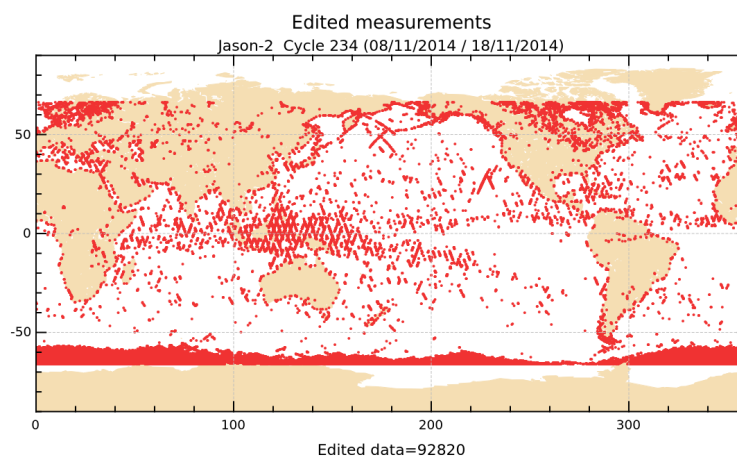 Edited measurements
Jason-2 Cycle 234 (08/11/2014 / 18/11/2014)
50
0
-50
0 100 200 300
Edited data=92820